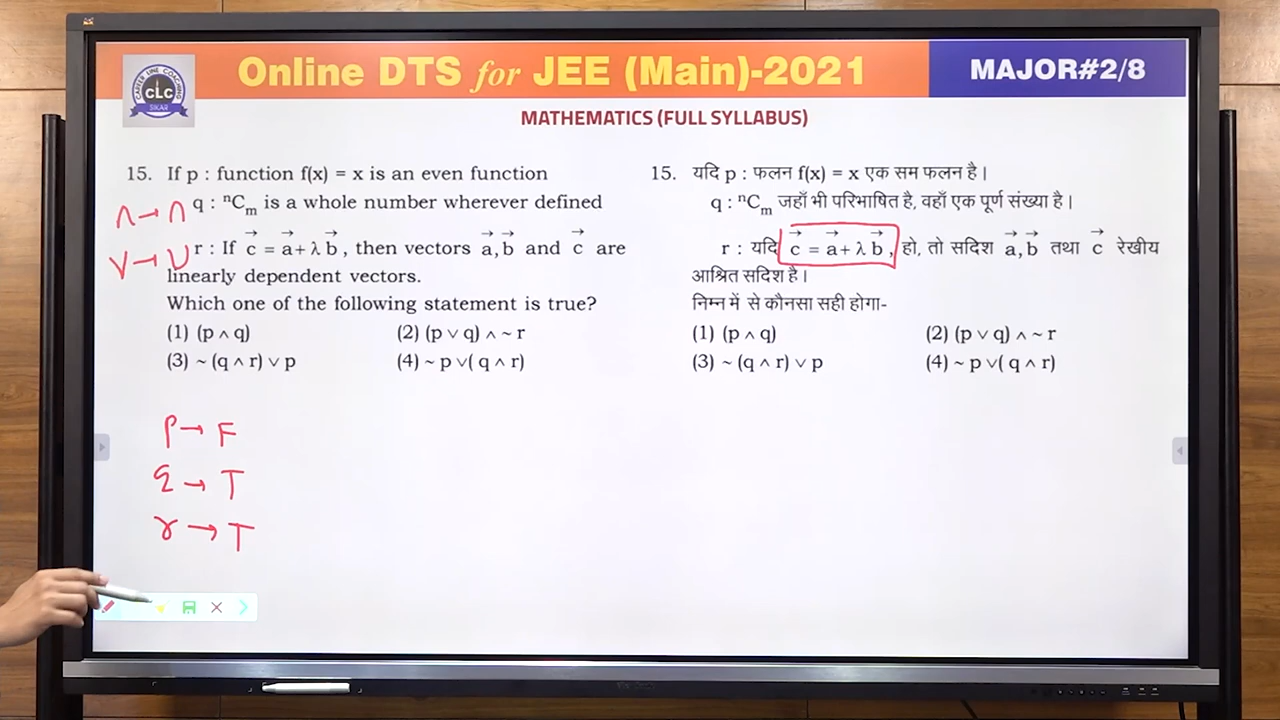 Online DTS for JEE (Main)-2021
MAJOR#2/8
CAREER LINE COACHING
CLC
SIKAR
MATHEMATICS (FULL SYLLABUS)
15. If p : function f(x) = x is an even function
q : ⁿCₘ is a whole number wherever defined
r : If c⃗ = a⃗ + λ b⃗, then vectors a⃗, b⃗ and c⃗ are
linearly dependent vectors.
Which one of the following statement is true?
(1) (p ∧ q) (2) (p ∨ q) ∧ ~ r
(3) ~ (q ∧ r) ∨ p (4) ~ p ∨( q ∧ r)
∧ → ∩
∨ → ∪
p → F
q → T
r → T
15. यदि p : फलन f(x) = x एक सम फलन है।
q : ⁿCₘ जहाँ भी परिभाषित है, वहाँ एक पूर्ण संख्या है।
r : यदि c⃗ = a⃗ + λ b⃗, हो, तो सदिश a⃗, b⃗ तथा c⃗ रेखीय
आश्रित सदिश है।
निम्न में से कौनसा सही होगा-
(1) (p ∧ q) (2) (p ∨ q) ∧ ~ r
(3) ~ (q ∧ r) ∨ p (4) ~ p ∨( q ∧ r)